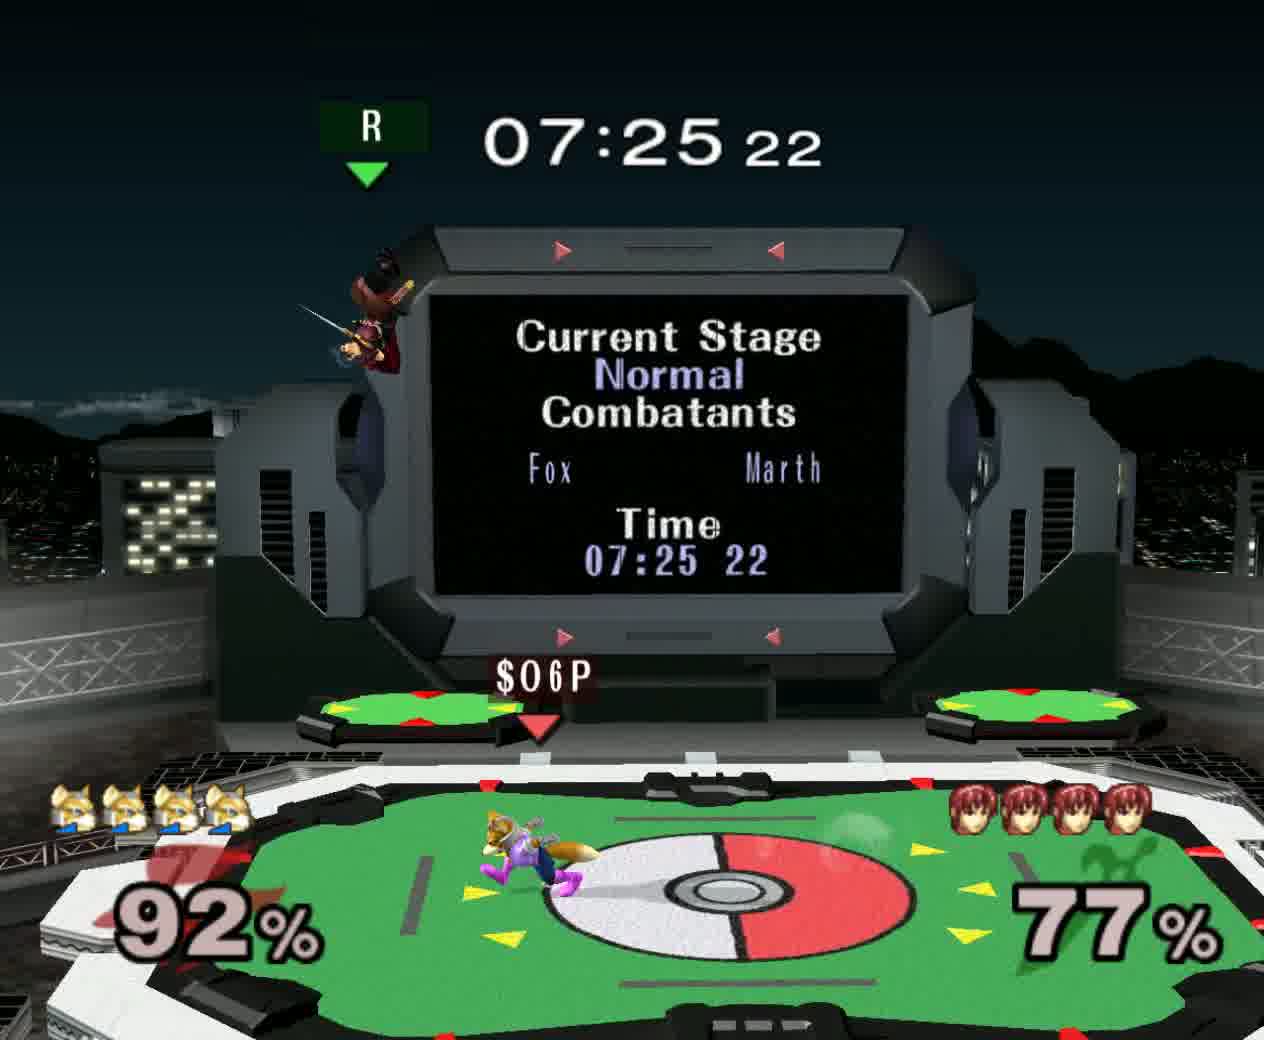 R
07:25 22
Current Stage
Normal
Combatants
Fox Marth
Time
07:25 22
$06P
92%
77%